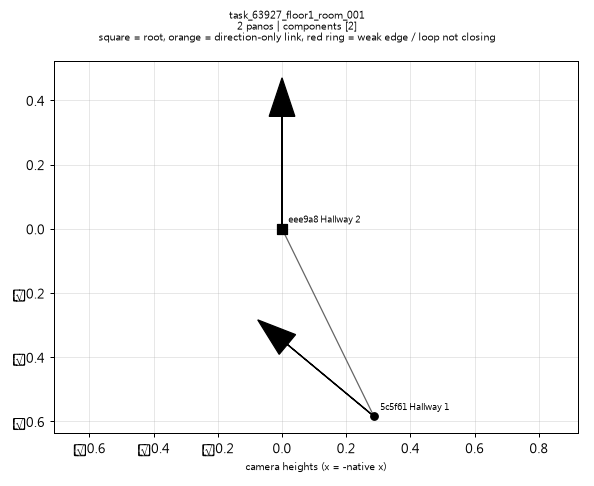 task_63927_floor1_room_001
2 panos | components [2]
square = root, orange = direction-only link, red ring = weak edge / loop not closing
0.4
0.2
eee9a8 Hallway 2
0.0
√0.2
√0.4
5c5f61 Hallway 1
√0.6
√0.6 √0.4 √0.2 0.0 0.2 0.4 0.6 0.8
camera heights (x = -native x)